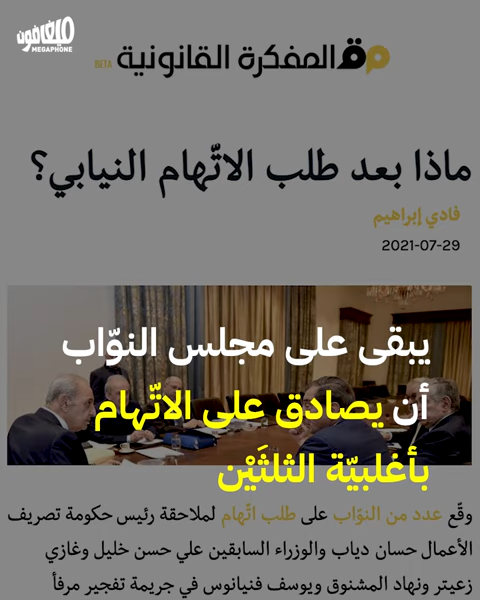 ميغافون
MEGAPHONE
المفكرة القانونية
BETA
ماذا بعد طلب الاتّهام النيابي؟
فادي إبراهيم
2021-07-29
يبقى على مجلس النوّاب
أن يصادق على الاتّهام
بأغلبيّة الثلثَيْن
وقّع عدد من النوّاب على طلب اتّهام لملاحقة رئيس حكومة تصريف
الأعمال حسان دياب والوزراء السابقين علي حسن خليل وغازي
زعيتر ونهاد المشنوق ويوسف فنيانوس في جريمة تفجير مرفأ